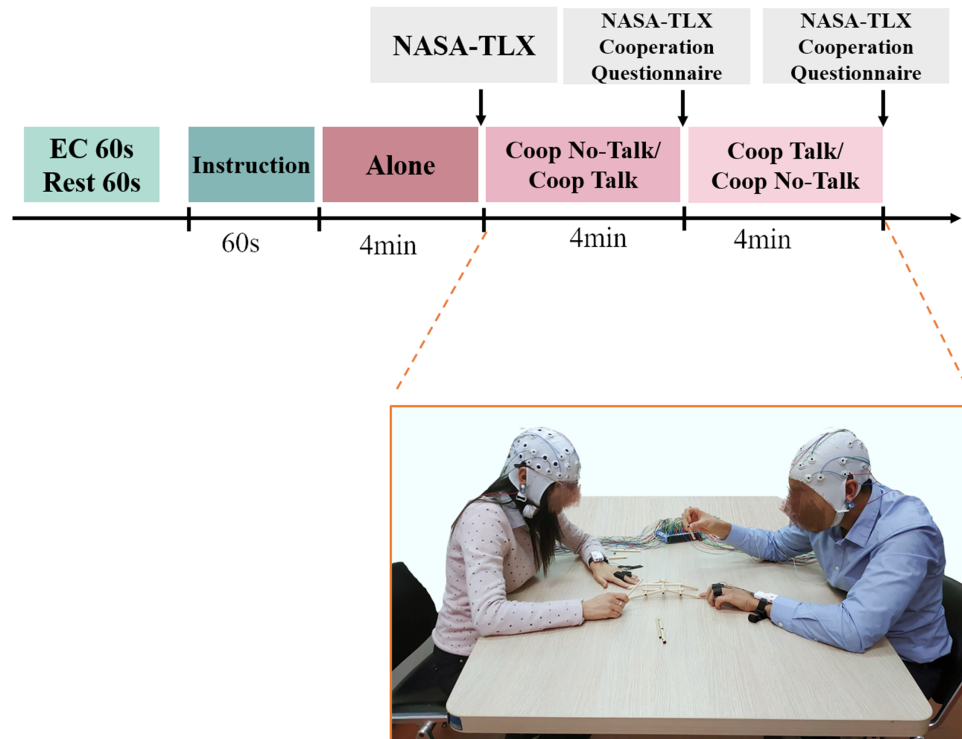 NASA-TLX
NASA-TLX
Cooperation
Questionnaire
NASA-TLX
Cooperation
Questionnaire
EC 60s
Rest 60s
Instruction
Alone
Coop No-Talk/
Coop Talk
Coop Talk/
Coop No-Talk
60s
4min
4min
4min